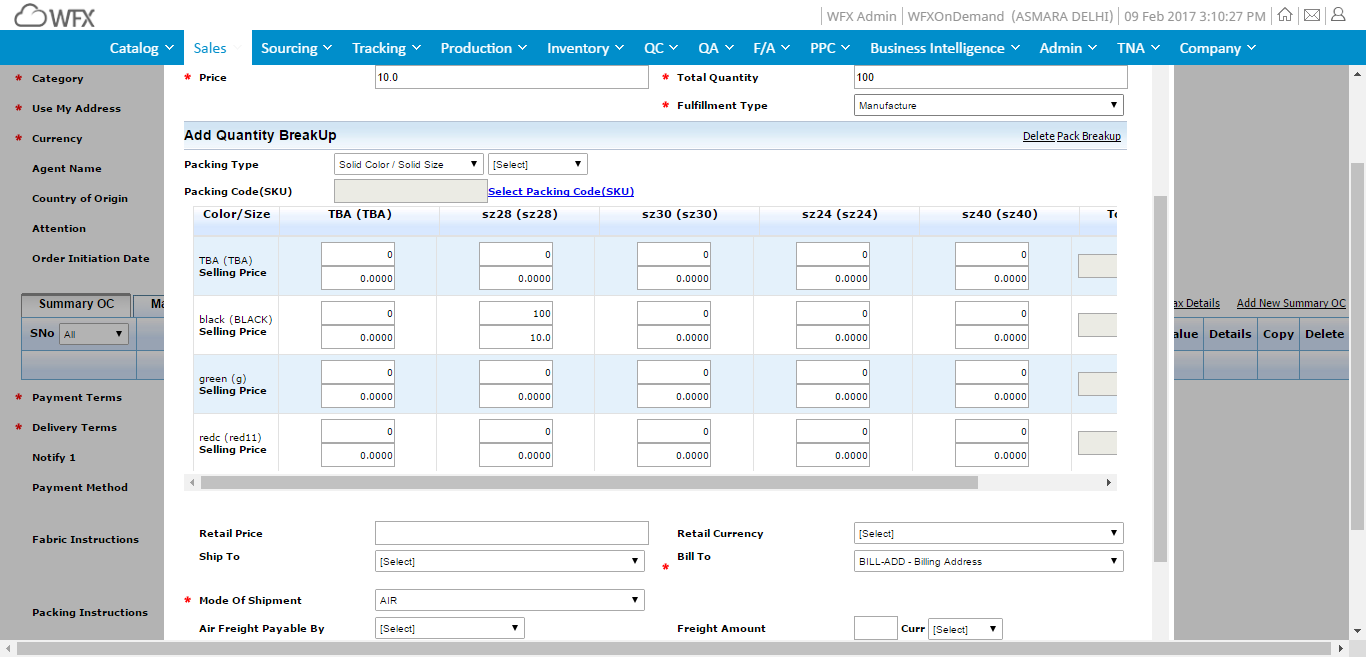 WFX
WFX Admin WFXOnDemand (ASMARA DELHI) 09 Feb 2017 3:10:27 PM
Catalog Sales Sourcing Tracking Production Inventory QC QA F/A PPC Business Intelligence Admin TNA Company
* Category
* Price 10.0 * Total Quantity 100
* Use My Address
* Fulfillment Type Manufacture
* Currency
Add Quantity BreakUp Delete Pack Breakup
Agent Name
Packing Type Solid Color / Solid Size [Select]
Country of Origin
Packing Code(SKU) Select Packing Code(SKU)
Color/Size TBA (TBA) sz28 (sz28) sz30 (sz30) sz24 (sz24) sz40 (sz40)
Attention
Order Initiation Date
TBA (TBA) 0 0 0 0 0
Selling Price 0.0000 0.0000 0.0000 0.0000 0.0000
Summary OC Ma ax Details Add New Summary OC
black (BLACK) 0 100 0 0 0
Selling Price 0.0000 10.0 0.0000 0.0000 0.0000
SNo All alue Details Copy Delete
green (g) 0 0 0 0 0
Selling Price 0.0000 0.0000 0.0000 0.0000 0.0000
* Payment Terms
* Delivery Terms
redc (red11) 0 0 0 0 0
Selling Price 0.0000 0.0000 0.0000 0.0000 0.0000
Notify 1
Payment Method
Fabric Instructions
Retail Price Retail Currency [Select]
Ship To [Select] * Bill To BILL-ADD - Billing Address
* Mode Of Shipment AIR
Packing Instructions
Air Freight Payable By [Select] Freight Amount Curr [Select]